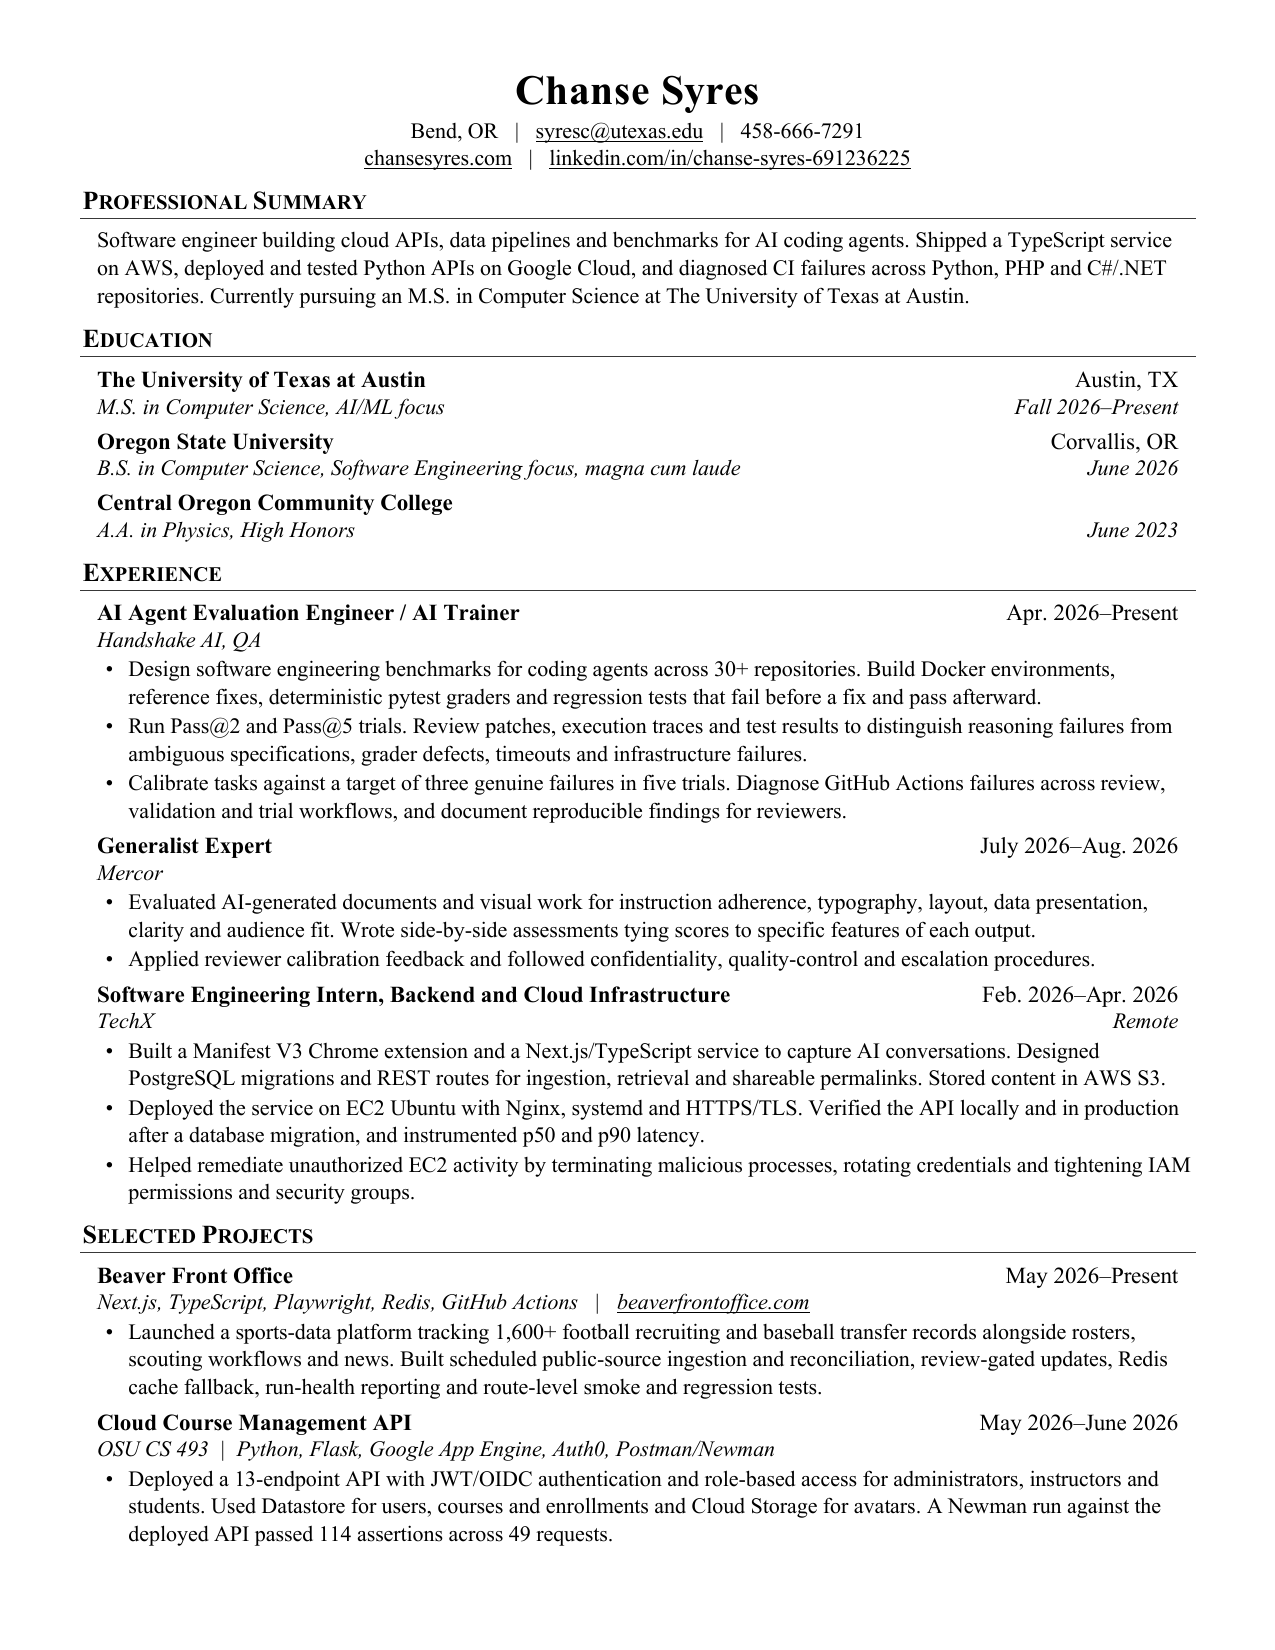 Chanse Syres
Bend, OR | syresc@utexas.edu | 458-666-7291
chansesyres.com | linkedin.com/in/chanse-syres-691236225
PROFESSIONAL SUMMARY
Software engineer building cloud APIs, data pipelines and benchmarks for AI coding agents. Shipped a TypeScript service
on AWS, deployed and tested Python APIs on Google Cloud, and diagnosed CI failures across Python, PHP and C#/.NET
repositories. Currently pursuing an M.S. in Computer Science at The University of Texas at Austin.
EDUCATION
The University of Texas at Austin Austin, TX
M.S. in Computer Science, AI/ML focus Fall 2026–Present
Oregon State University Corvallis, OR
B.S. in Computer Science, Software Engineering focus, magna cum laude June 2026
Central Oregon Community College
A.A. in Physics, High Honors June 2023
EXPERIENCE
AI Agent Evaluation Engineer / AI Trainer Apr. 2026–Present
Handshake AI, QA
• Design software engineering benchmarks for coding agents across 30+ repositories. Build Docker environments,
reference fixes, deterministic pytest graders and regression tests that fail before a fix and pass afterward.
• Run Pass@2 and Pass@5 trials. Review patches, execution traces and test results to distinguish reasoning failures from
ambiguous specifications, grader defects, timeouts and infrastructure failures.
• Calibrate tasks against a target of three genuine failures in five trials. Diagnose GitHub Actions failures across review,
validation and trial workflows, and document reproducible findings for reviewers.
Generalist Expert July 2026–Aug. 2026
Mercor
• Evaluated AI-generated documents and visual work for instruction adherence, typography, layout, data presentation,
clarity and audience fit. Wrote side-by-side assessments tying scores to specific features of each output.
• Applied reviewer calibration feedback and followed confidentiality, quality-control and escalation procedures.
Software Engineering Intern, Backend and Cloud Infrastructure Feb. 2026–Apr. 2026
TechX Remote
• Built a Manifest V3 Chrome extension and a Next.js/TypeScript service to capture AI conversations. Designed
PostgreSQL migrations and REST routes for ingestion, retrieval and shareable permalinks. Stored content in AWS S3.
• Deployed the service on EC2 Ubuntu with Nginx, systemd and HTTPS/TLS. Verified the API locally and in production
after a database migration, and instrumented p50 and p90 latency.
• Helped remediate unauthorized EC2 activity by terminating malicious processes, rotating credentials and tightening IAM
permissions and security groups.
SELECTED PROJECTS
Beaver Front Office May 2026–Present
Next.js, TypeScript, Playwright, Redis, GitHub Actions | beaverfrontoffice.com
• Launched a sports-data platform tracking 1,600+ football recruiting and baseball transfer records alongside rosters,
scouting workflows and news. Built scheduled public-source ingestion and reconciliation, review-gated updates, Redis
cache fallback, run-health reporting and route-level smoke and regression tests.
Cloud Course Management API May 2026–June 2026
OSU CS 493 | Python, Flask, Google App Engine, Auth0, Postman/Newman
• Deployed a 13-endpoint API with JWT/OIDC authentication and role-based access for administrators, instructors and
students. Used Datastore for users, courses and enrollments and Cloud Storage for avatars. A Newman run against the
deployed API passed 114 assertions across 49 requests.